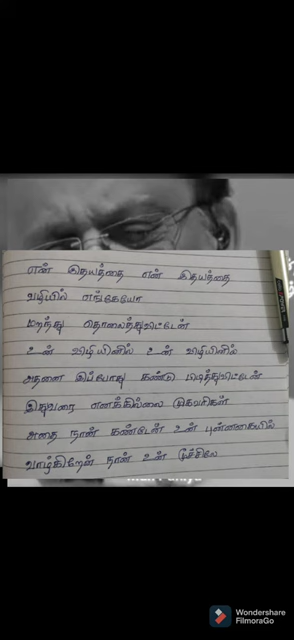 என் இதயத்தை என் இதயத்தை
வழியில் எங்கேயோ
மறந்து தொலைத்துவிட்டேன்
உன் விழியினில் உன் விழியினில்
அதனை இப்போது கண்டு பிடித்துவிட்டேன்
இதுவரை எனக்கில்லை முகவரிகள்
அதை நான் கண்டேன் உன் புன்னகையில்
வாழ்கிறேன் நான் உன் மூச்சிலே
Wondershare
FilmoraGo